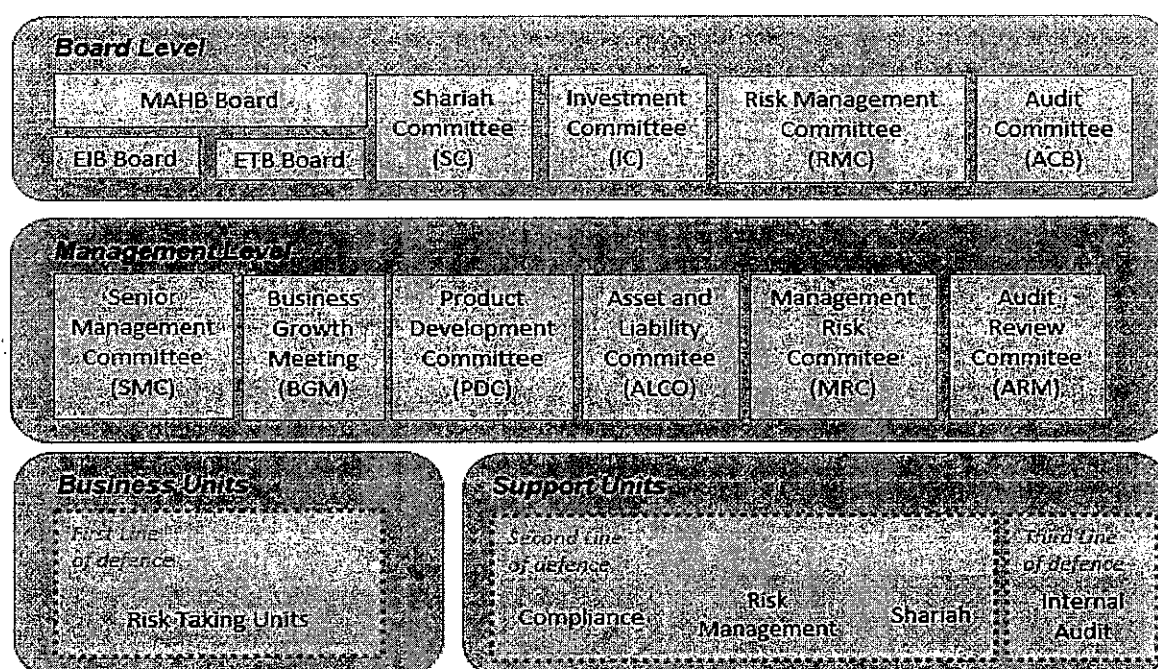 Board Level
MAHB Board
EIB Board
ETB Board
Shariah
Committee
(SC)
Investment
Committee
(IC)
Risk Management
Committee
(RMC)
Audit
Committee
(ACB)
Management Level
Senior
Management
Committee
(SMC)
Business
Growth
Meeting
(BGM)
Product
Development
Committee
(PDC)
Asset and
Liability
Commitee
(ALCO)
Management
Risk
Commitee
(MRC)
Audit
Review
Commitee
(ARM)
Business Units
First Line
of defence
Risk Taking Units
Support Units
Second Line
of defence
Compliance
Risk
Management
Shariah
Third Line
of defence
Internal
Audit